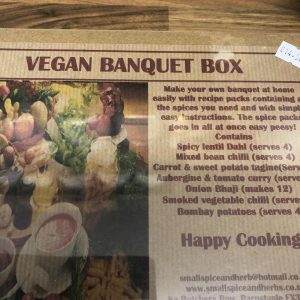 VEGAN BANQUET BOX
Make your own banquet at home
easily with recipe packs containing
the spices you need and with simple
easy instructions. The spice pack
goes in all at once easy peesy!
Contains
Spicy lentil Dahl (serves 4)
Mixed bean chilli (serves 4)
Carrot & sweet potato tagine(Serve
Aubergine & tomato curry (serve
Onion Bhaji (makes 12)
Smoked vegetable chilli (serves
Bombay potatoes (serves 4)
Happy Cooking
smallspiceandherb@hotmail.co.
www.smallspiceandherbs.co.u